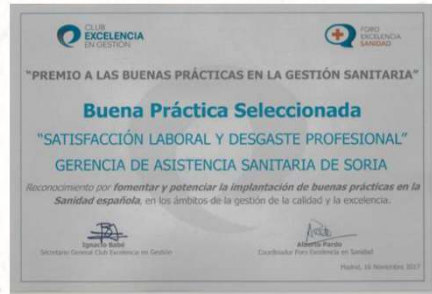 CLUB
EXCELENCIA
EN GESTIÓN
FORO
EXCELENCIA
SANIDAD
"PREMIO A LAS BUENAS PRÁCTICAS EN LA GESTIÓN SANITARIA"
Buena Práctica Seleccionada
"SATISFACCIÓN LABORAL Y DESGASTE PROFESIONAL"
GERENCIA DE ASISTENCIA SANITARIA DE SORIA
Reconocimiento por fomentar y potenciar la implantación de buenas prácticas en la
Sanidad española, en los ámbitos de la gestión de la calidad y la excelencia.
Ignacio Babé
Secretario General Club Excelencia en Gestión
Alberto Pardo
Coordinador Foro Excelencia en Sanidad
Madrid, 16 Noviembre 2017